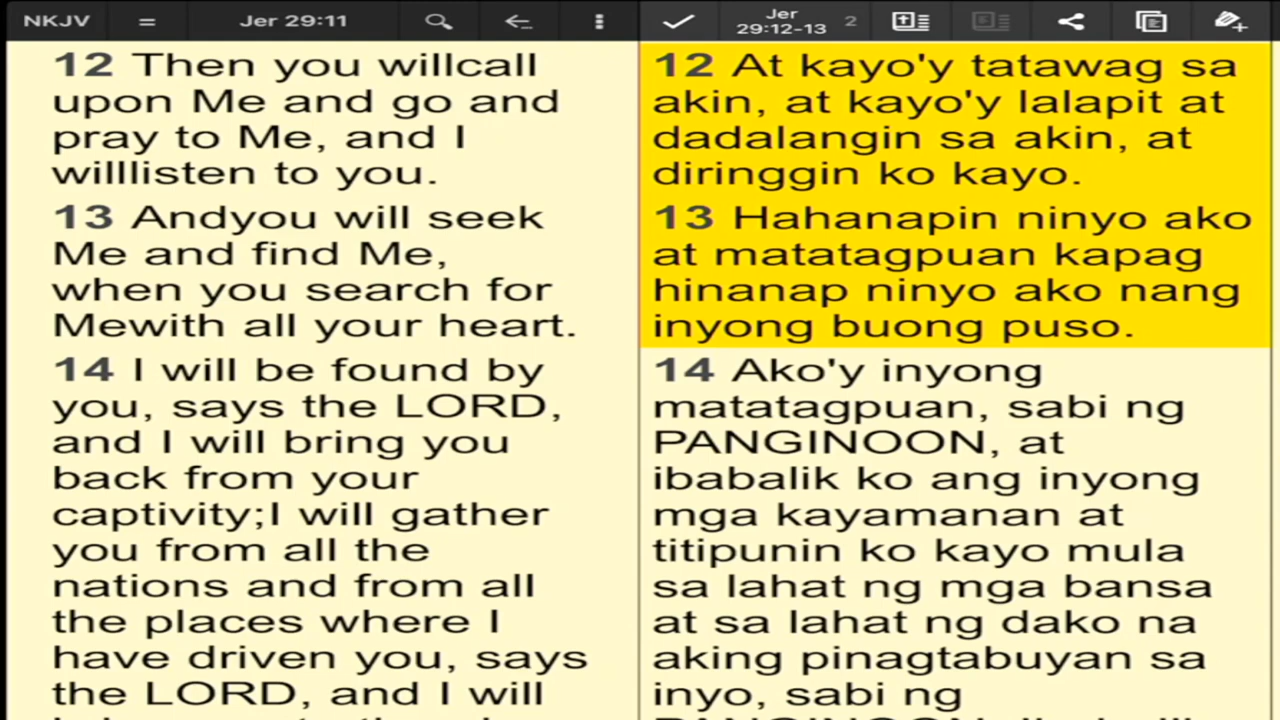 NKJV = Jer 29:11
12 Then you willcall
upon Me and go and
pray to Me, and I
willlisten to you.
13 Andyou will seek
Me and find Me,
when you search for
Mewith all your heart.
14 I will be found by
you, says the LORD,
and I will bring you
back from your
captivity;I will gather
you from all the
nations and from all
the places where I
have driven you, says
the LORD, and I will
Jer
29:12-13
2
12 At kayo'y tatawag sa
akin, at kayo'y lalapit at
dadalangin sa akin, at
diringgin ko kayo.
13 Hahanapin ninyo ako
at matatagpuan kapag
hinanap ninyo ako nang
inyong buong puso.
14 Ako'y inyong
matatagpuan, sabi ng
PANGINOON, at
ibabalik ko ang inyong
mga kayamanan at
titipunin ko kayo mula
sa lahat ng mga bansa
at sa lahat ng dako na
aking pinagtabuyan sa
inyo, sabi ng